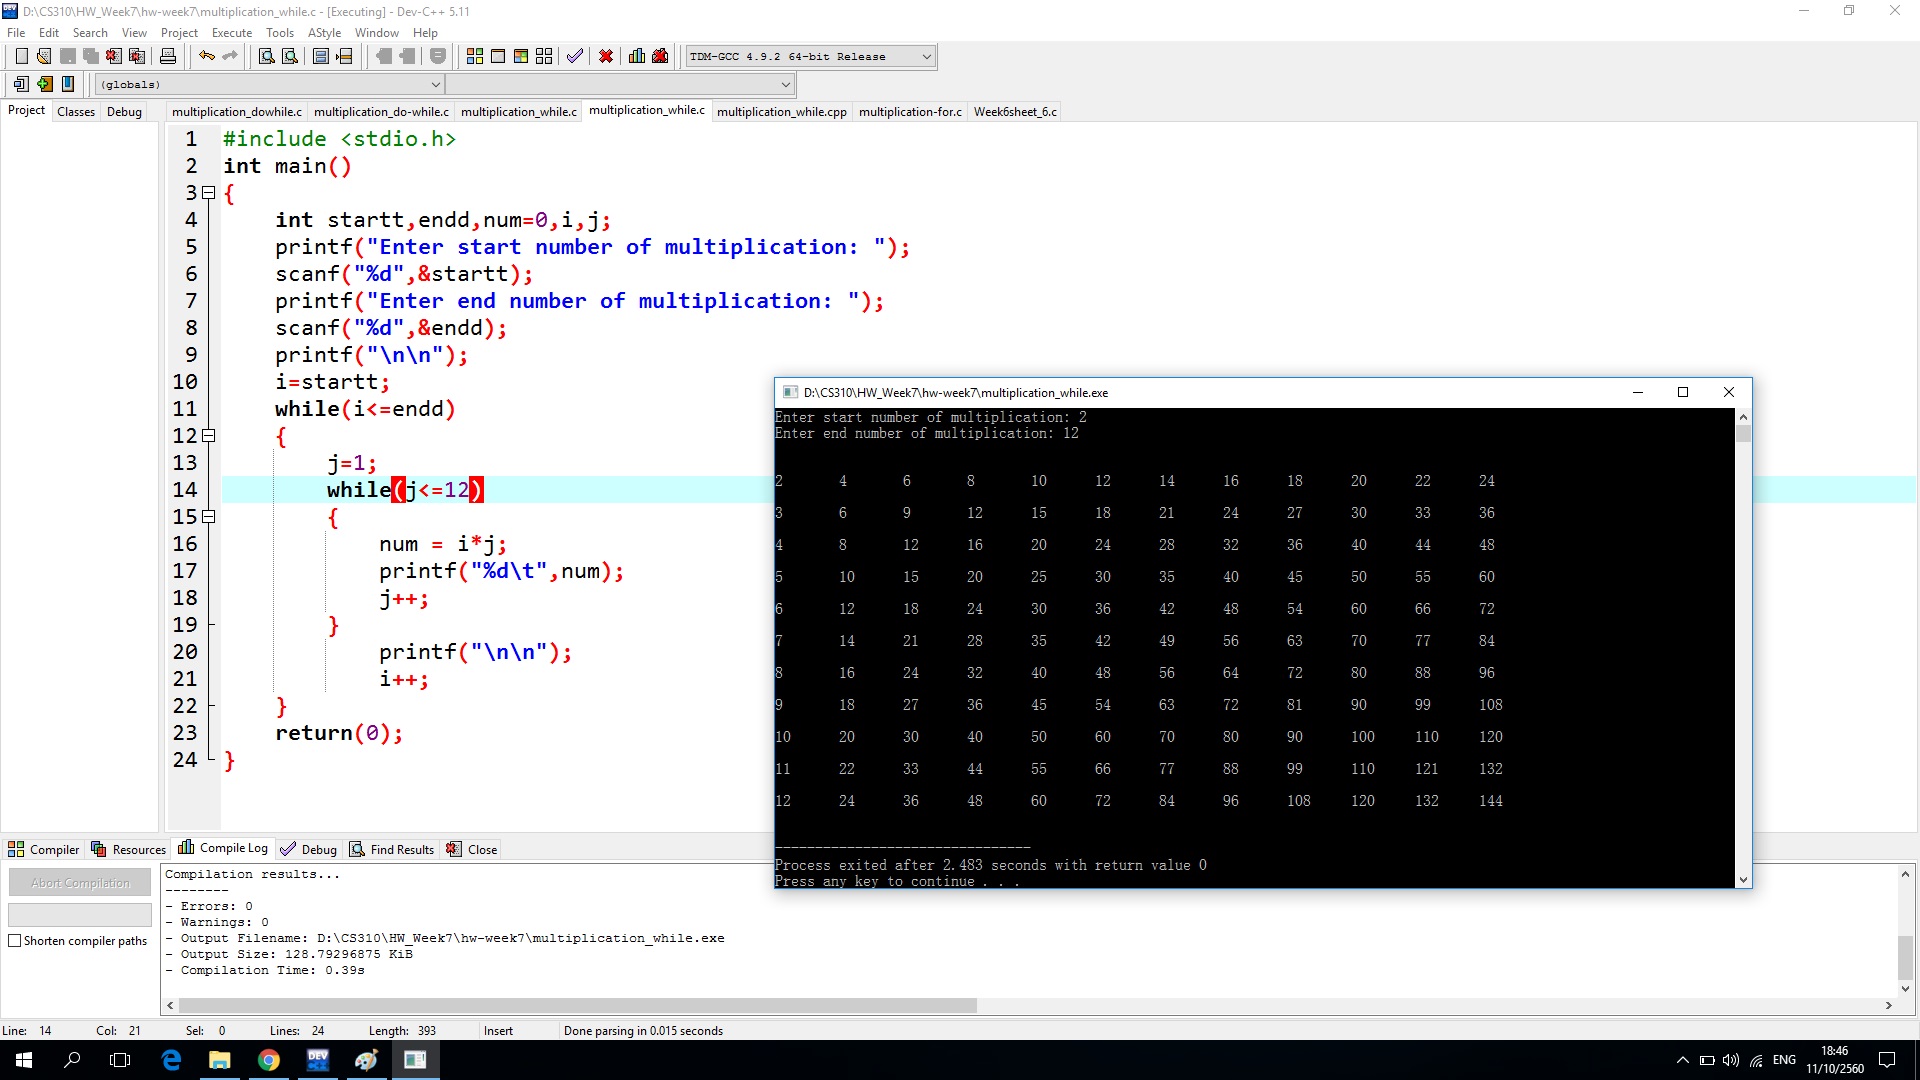 D:\CS310\HW_Week7\hw-week7\multiplication_while.c - [Executing] - Dev-C++ 5.11
File Edit Search View Project Execute Tools AStyle Window Help
TDM-GCC 4.9.2 64-bit Release
(globals)
Project Classes Debug
multiplication_dowhile.c multiplication_do-while.c multiplication_while.c multiplication_while.c multiplication_while.cpp multiplication-for.c Week6sheet_6.c
1 #include <stdio.h>
2 int main()
3 {
4 int startt,endd,num=0,i,j;
5 printf("Enter start number of multiplication: ");
6 scanf("%d",&startt);
7 printf("Enter end number of multiplication: ");
8 scanf("%d",&endd);
9 printf("\n\n");
10 i=startt;
11 while(i<=endd)
12 {
13 j=1;
14 while(j<=12)
15 {
16 num = i*j;
17 printf("%d\t",num);
18 j++;
19 }
20 printf("\n\n");
21 i++;
22 }
23 return(0);
24 }
D:\CS310\HW_Week7\hw-week7\multiplication_while.exe
Enter start number of multiplication: 2
Enter end number of multiplication: 12
2 4 6 8 10 12 14 16 18 20 22 24
3 6 9 12 15 18 21 24 27 30 33 36
4 8 12 16 20 24 28 32 36 40 44 48
5 10 15 20 25 30 35 40 45 50 55 60
6 12 18 24 30 36 42 48 54 60 66 72
7 14 21 28 35 42 49 56 63 70 77 84
8 16 24 32 40 48 56 64 72 80 88 96
9 18 27 36 45 54 63 72 81 90 99 108
10 20 30 40 50 60 70 80 90 100 110 120
11 22 33 44 55 66 77 88 99 110 121 132
12 24 36 48 60 72 84 96 108 120 132 144
--------------------------------
Process exited after 2.483 seconds with return value 0
Press any key to continue . . .
Compiler Resources Compile Log Debug Find Results Close
Abort Compilation
Shorten compiler paths
Compilation results...
--------
- Errors: 0
- Warnings: 0
- Output Filename: D:\CS310\HW_Week7\hw-week7\multiplication_while.exe
- Output Size: 128.79296875 KiB
- Compilation Time: 0.39s
Line: 14 Col: 21 Sel: 0 Lines: 24 Length: 393 Insert Done parsing in 0.015 seconds
DEV C++
ENG
18:46
11/10/2560